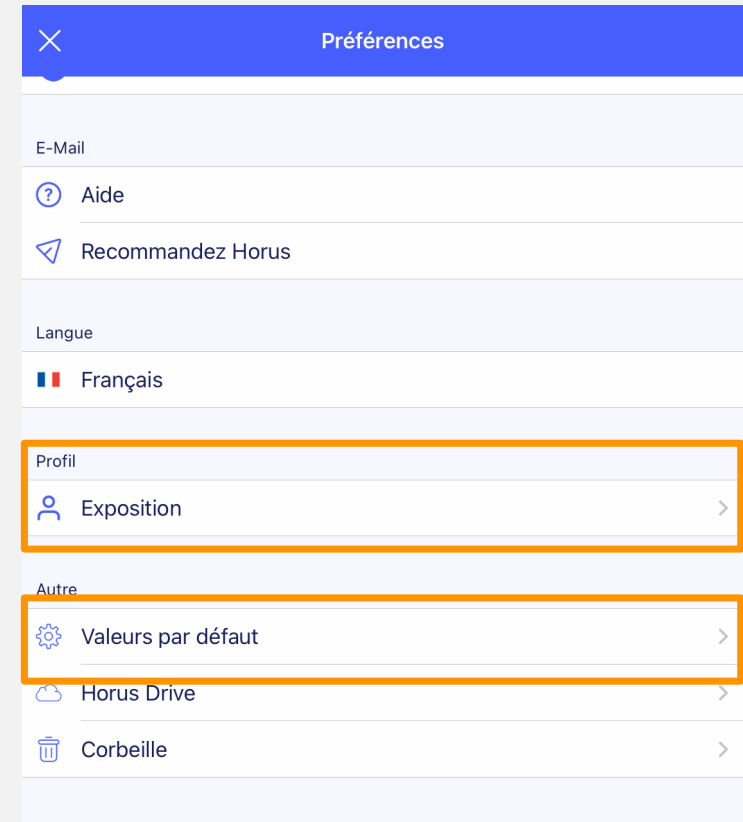 Préférences
E-Mail
Aide
Recommandez Horus
Langue
Français
Profil
Exposition
Autre
Valeurs par défaut
Horus Drive
Corbeille